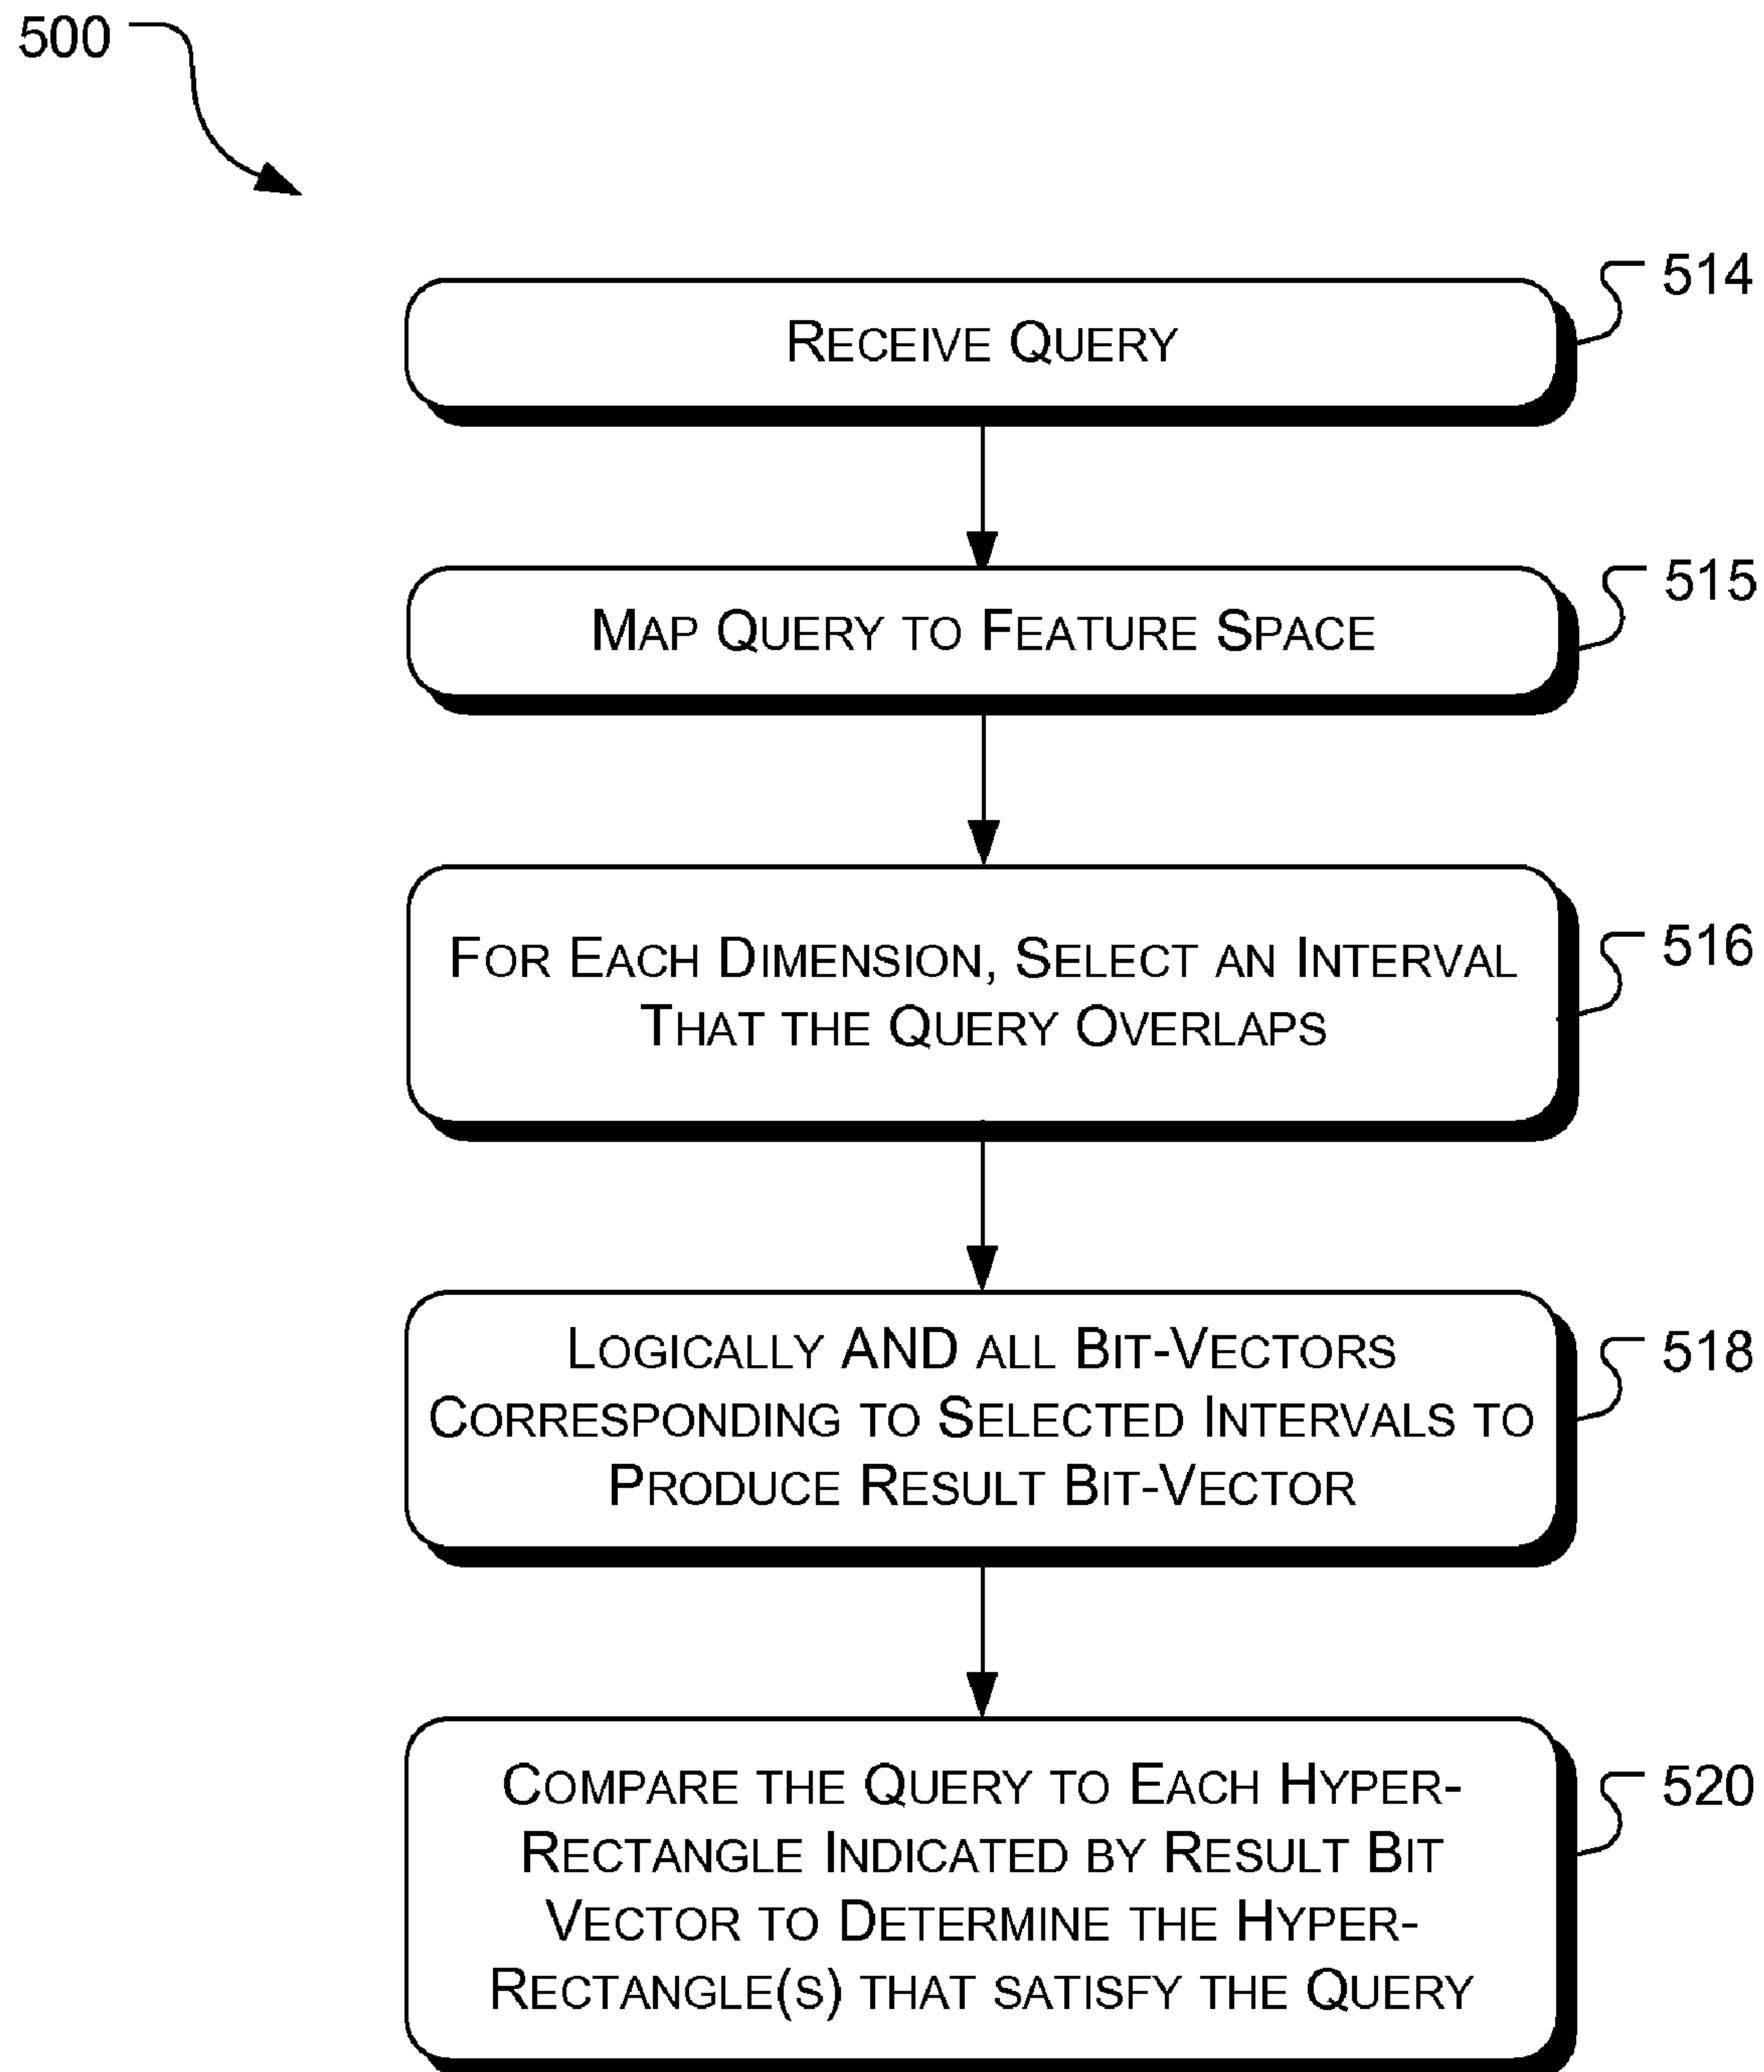 500
514
RECEIVE QUERY
515
MAP QUERY TO FEATURE SPACE
516
FOR EACH DIMENSION, SELECT AN INTERVAL
THAT THE QUERY OVERLAPS
518
LOGICALLY AND ALL BIT-VECTORS
CORRESPONDING TO SELECTED INTERVALS TO
PRODUCE RESULT BIT-VECTOR
520
COMPARE THE QUERY TO EACH HYPER-
RECTANGLE INDICATED BY RESULT BIT
VECTOR TO DETERMINE THE HYPER-
RECTANGLE(S) THAT SATISFY THE QUERY